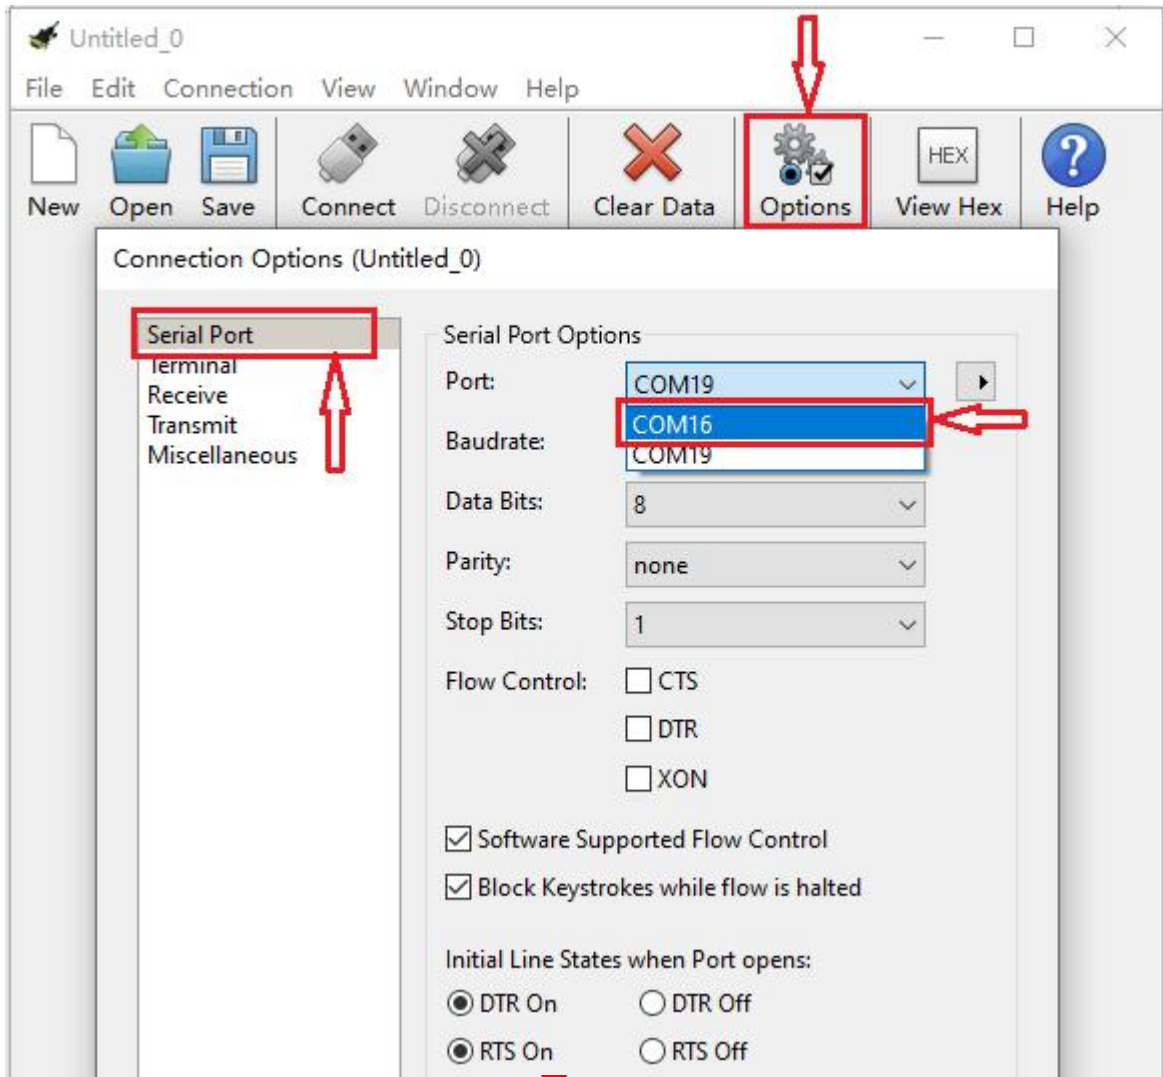 Untitled_0
File Edit Connection View Window Help
HEX
New Open Save Connect Disconnect Clear Data Options View Hex Help
Connection Options (Untitled_0)
Serial Port
Terminal
Receive
Transmit
Miscellaneous
Serial Port Options
Port: COM19
COM16
COM19
Baudrate:
Data Bits: 8
Parity: none
Stop Bits: 1
Flow Control: CTS
DTR
XON
Software Supported Flow Control
Block Keystrokes while flow is halted
Initial Line States when Port opens:
DTR On DTR Off
RTS On RTS Off